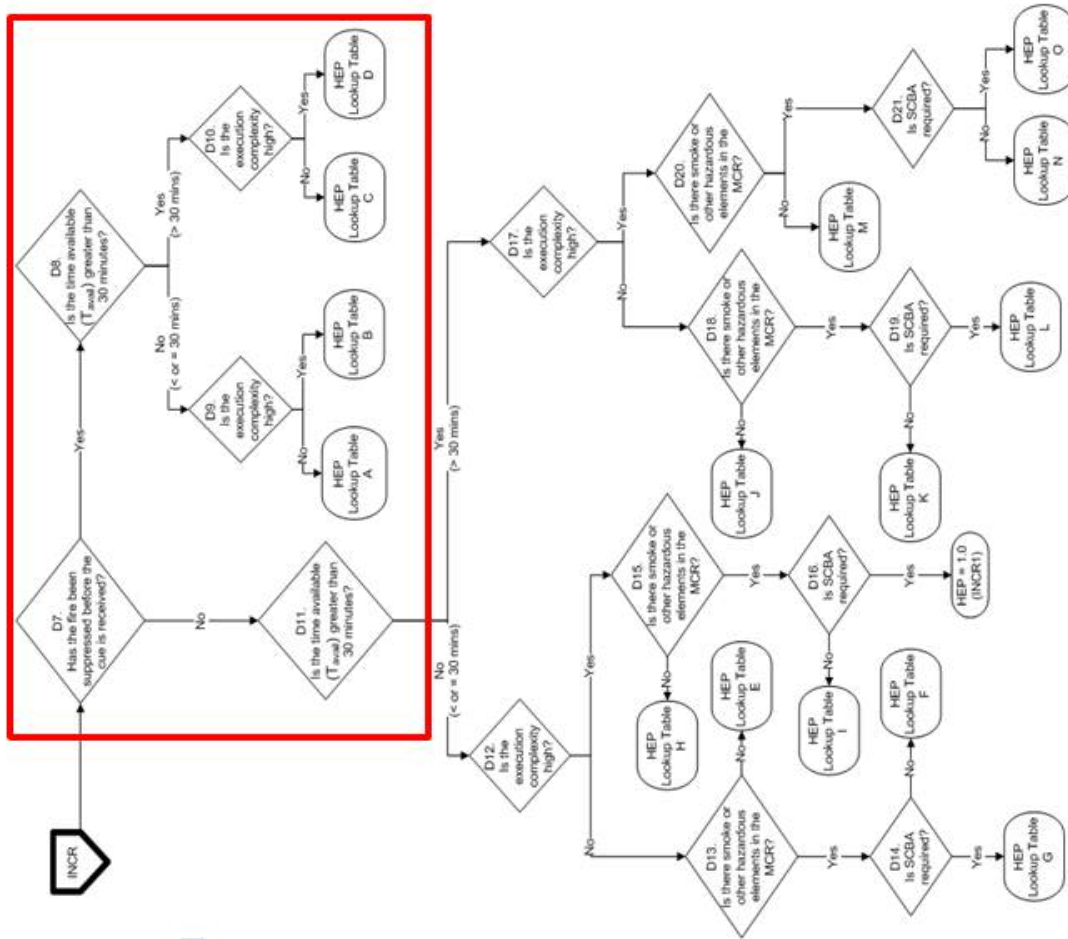 INCR
D7.
Has the fire been
suppressed before the
cue is received?
Yes
No
D8.
Is the time available
(Tavail) greater than
30 minutes?
No
(< or = 30 mins)
Yes
(> 30 mins)
D9.
Is the
execution
complexity
high?
No
Yes
HEP
Lookup Table
A
HEP
Lookup Table
B
D10.
Is the
execution
complexity
high?
No
Yes
HEP
Lookup Table
C
HEP
Lookup Table
D
D11.
Is the time available
(Tavail) greater than
30 minutes?
No
(< or = 30 mins)
Yes
(> 30 mins)
D12.
Is the
execution
complexity
high?
No
Yes
D13.
Is there smoke or
other hazardous
elements in the
MCR?
No
HEP
Lookup Table
E
Yes
D14.
Is SCBA
required?
No
HEP
Lookup Table
F
Yes
HEP
Lookup Table
G
D15.
Is there smoke or
other hazardous
elements in the
MCR?
No
HEP
Lookup Table
H
Yes
D16.
Is SCBA
required?
No
HEP
Lookup Table
I
Yes
HEP = 1.0
(INCR1)
D17.
Is the
execution
complexity
high?
No
Yes
D18.
Is there smoke or
other hazardous
elements in the
MCR?
No
HEP
Lookup Table
J
Yes
D19.
Is SCBA
required?
No
HEP
Lookup Table
K
Yes
HEP
Lookup Table
L
D20.
Is there smoke or
other hazardous
elements in the
MCR?
No
HEP
Lookup Table
M
Yes
D21.
Is SCBA
required?
No
Yes
HEP
Lookup Table
N
HEP
Lookup Table
O